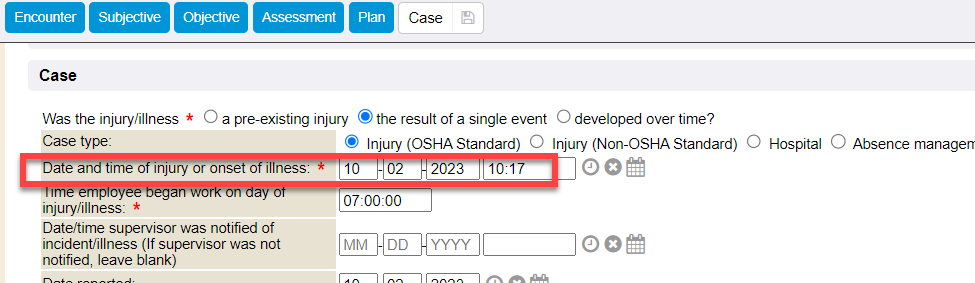 Encounter Subjective Objective Assessment Plan Case
Case
Was the injury/illness * a pre-existing injury the result of a single event developed over time?
Case type: Injury (OSHA Standard) Injury (Non-OSHA Standard) Hospital Absence managem
Date and time of injury or onset of illness: * 10 - 02 - 2023 10:17
Time employee began work on day of
injury/illness: * 07:00:00
Date/time supervisor was notified of
incident/illness (If supervisor was not
notified, leave blank) MM - DD - YYYY
Date reported: 10 02 2023